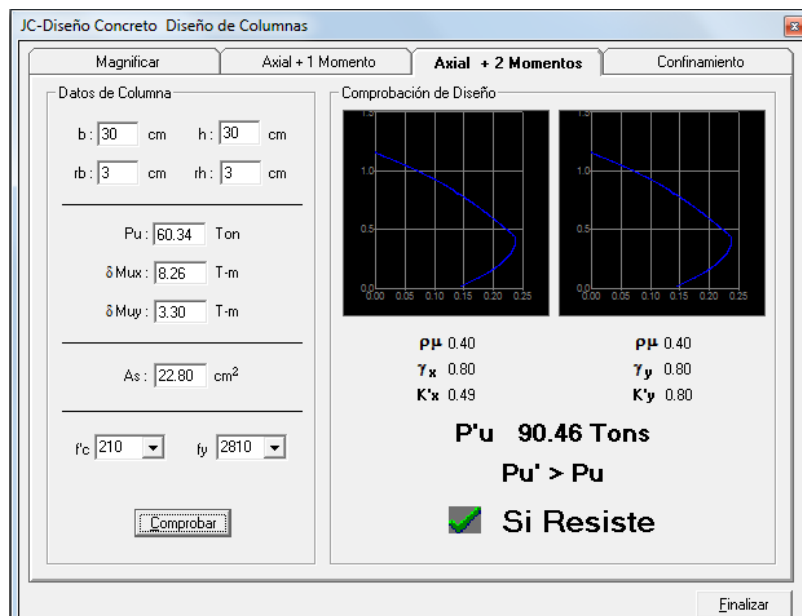 JC-Diseño Concreto Diseño de Columnas
Magnificar
Axial + 1 Momento
Axial + 2 Momentos
Confinamiento
Datos de Columna
b: 30 cm h: 30 cm
rb: 3 cm rh: 3 cm
Pu: 60.34 Ton
δMux: 8.26 T-m
δMuy: 3.30 T-m
As: 22.80 cm²
f'c 210 fy 2810
Comprobar
Comprobación de Diseño
1.5
1.0
0.5
0.0
0.00 0.05 0.10 0.15 0.20 0.25
1.5
1.0
0.5
0.0
0.00 0.05 0.10 0.15 0.20 0.25
ρμ 0.40
γx 0.80
K'x 0.49
ρμ 0.40
γy 0.80
K'y 0.80
P'u 90.46 Tons
Pu' > Pu
Si Resiste
Finalizar